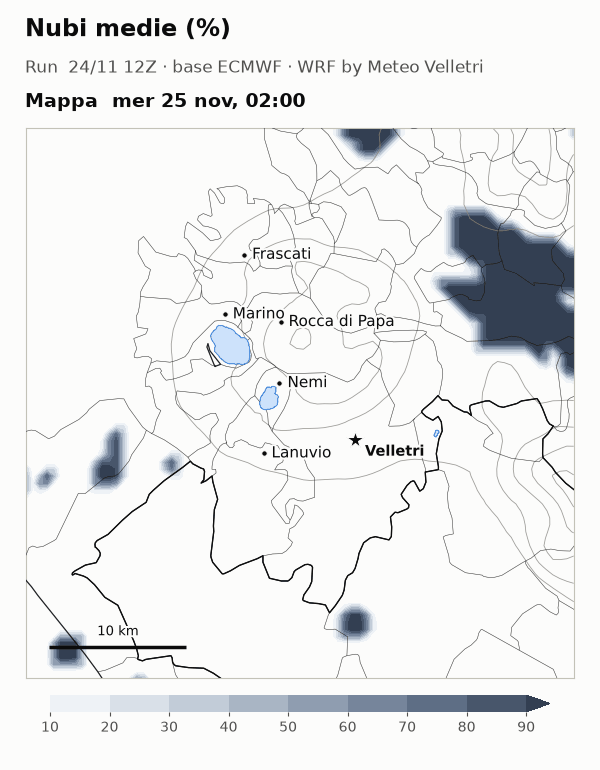 Nubi medie (%)
Run  24/11 12Z · base ECMWF · WRF by Meteo Velletri
Mappa  mer 25 nov, 02:00
Frascati
Marino
Rocca di Papa
Nemi
Velletri
Lanuvio
10 km
10 20 30 40 50 60 70 80 90